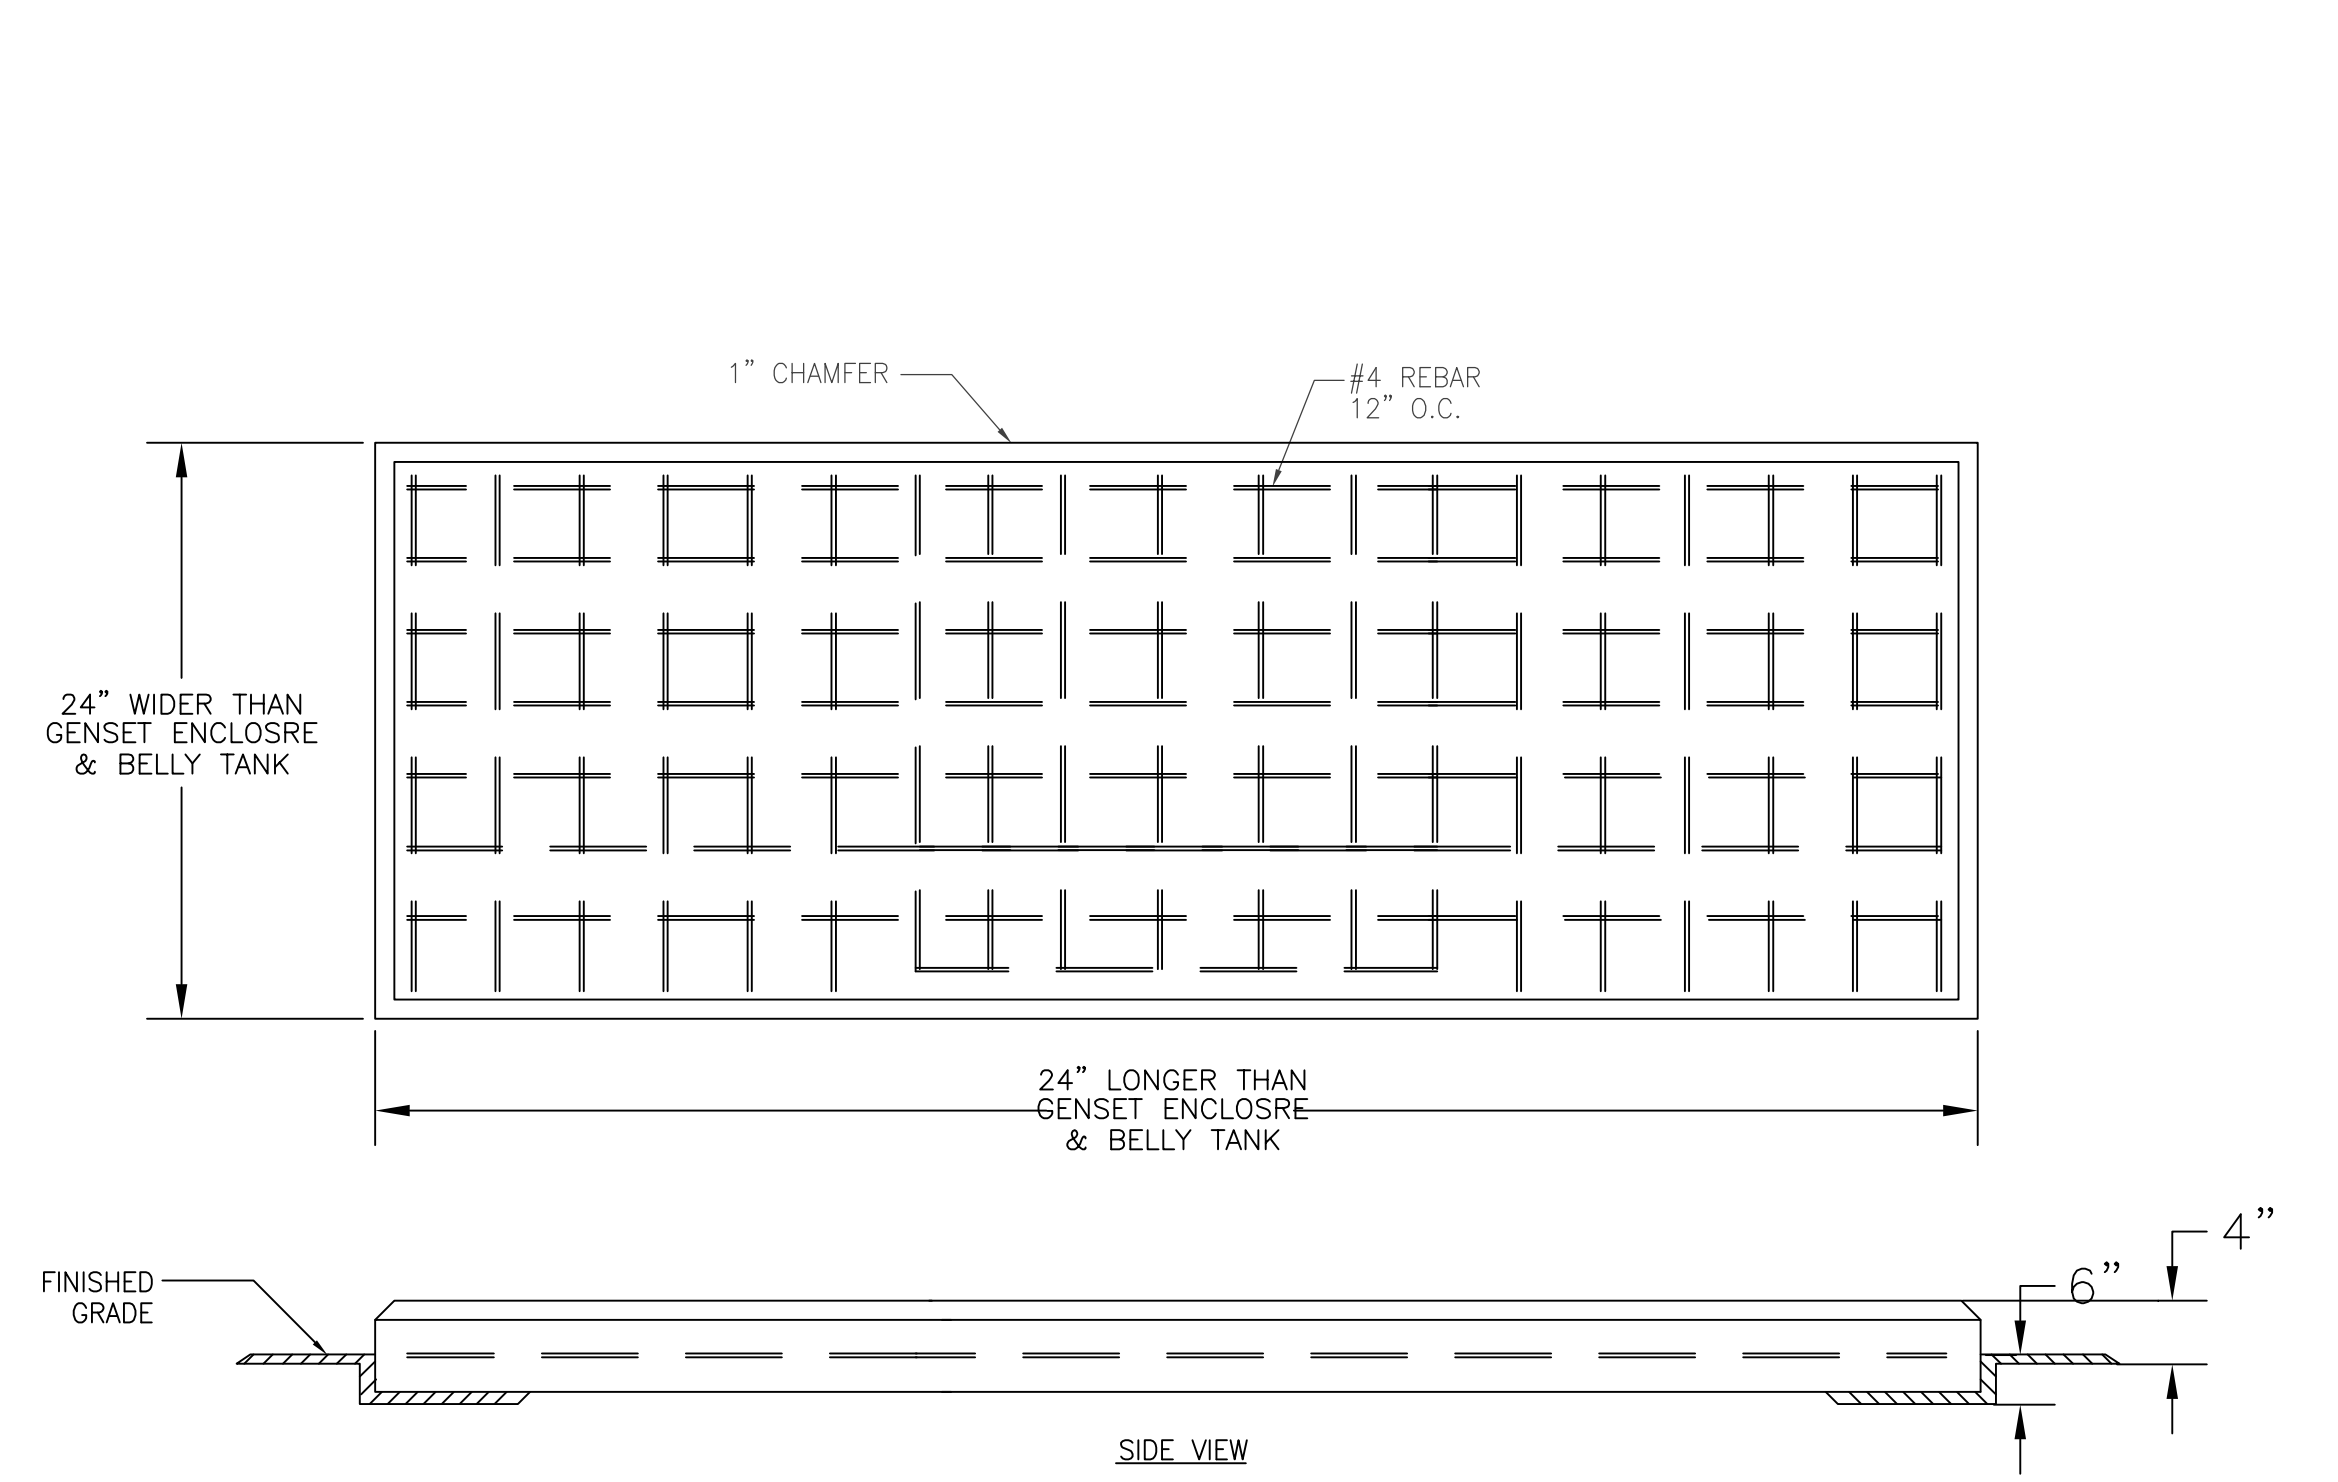 1” CHAMFER
#4 REBAR
12” O.C.
24” WIDER THAN
GENSET ENCLOSRE
& BELLY TANK
24” LONGER THAN
GENSET ENCLOSRE
& BELLY TANK
4”
6”
FINISHED
GRADE
SIDE VIEW